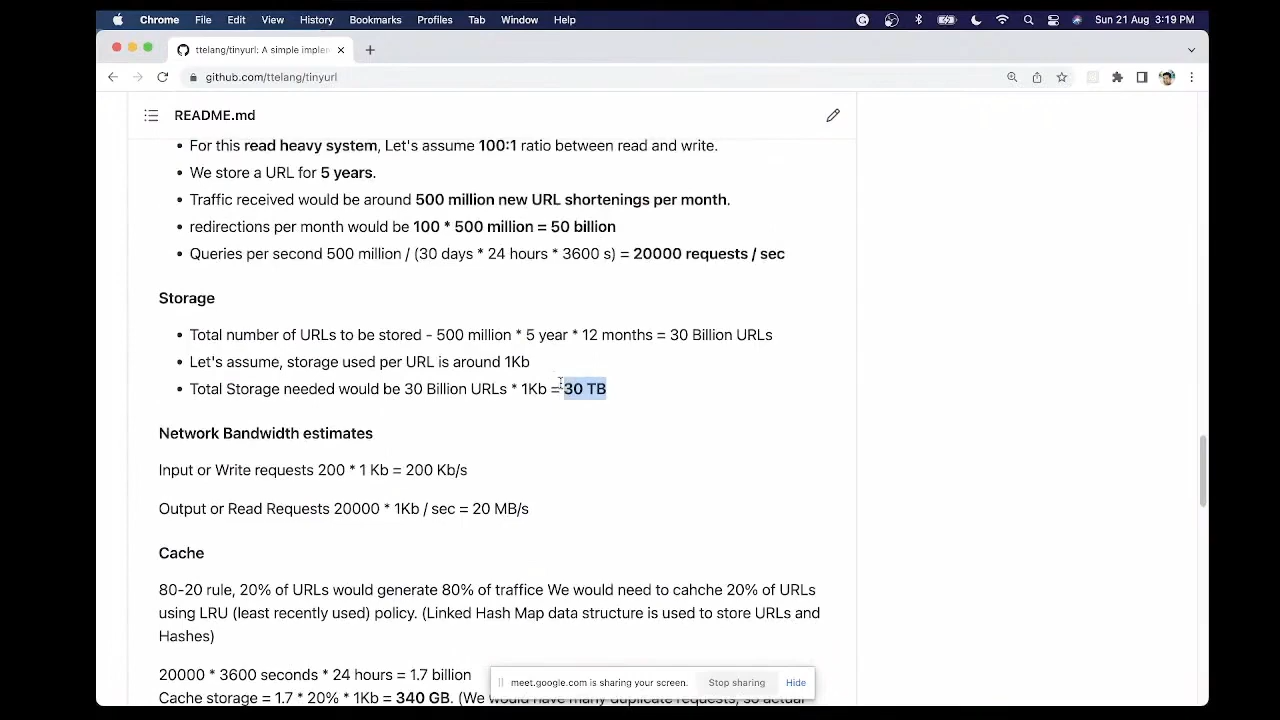 Chrome File Edit View History Bookmarks Profiles Tab Window Help Sun 21 Aug 3:19 PM
ttelang/tinyurl: A simple implem
github.com/ttelang/tinyurl
README.md
• For this read heavy system, Let's assume 100:1 ratio between read and write.
• We store a URL for 5 years.
• Traffic received would be around 500 million new URL shortenings per month.
• redirections per month would be 100 * 500 million = 50 billion
• Queries per second 500 million / (30 days * 24 hours * 3600 s) = 20000 requests / sec
Storage
• Total number of URLs to be stored - 500 million * 5 year * 12 months = 30 Billion URLs
• Let's assume, storage used per URL is around 1Kb
• Total Storage needed would be 30 Billion URLs * 1Kb = 30 TB
Network Bandwidth estimates
Input or Write requests 200 * 1 Kb = 200 Kb/s
Output or Read Requests 20000 * 1Kb / sec = 20 MB/s
Cache
80-20 rule, 20% of URLs would generate 80% of traffice We would need to cahche 20% of URLs
using LRU (least recently used) policy. (Linked Hash Map data structure is used to store URLs and
Hashes)
20000 * 3600 seconds * 24 hours = 1.7 billion
Cache storage = 1.7 * 20% * 1Kb = 340 GB. (We would have many duplicate requests, so actual
meet.google.com is sharing your screen. Stop sharing Hide